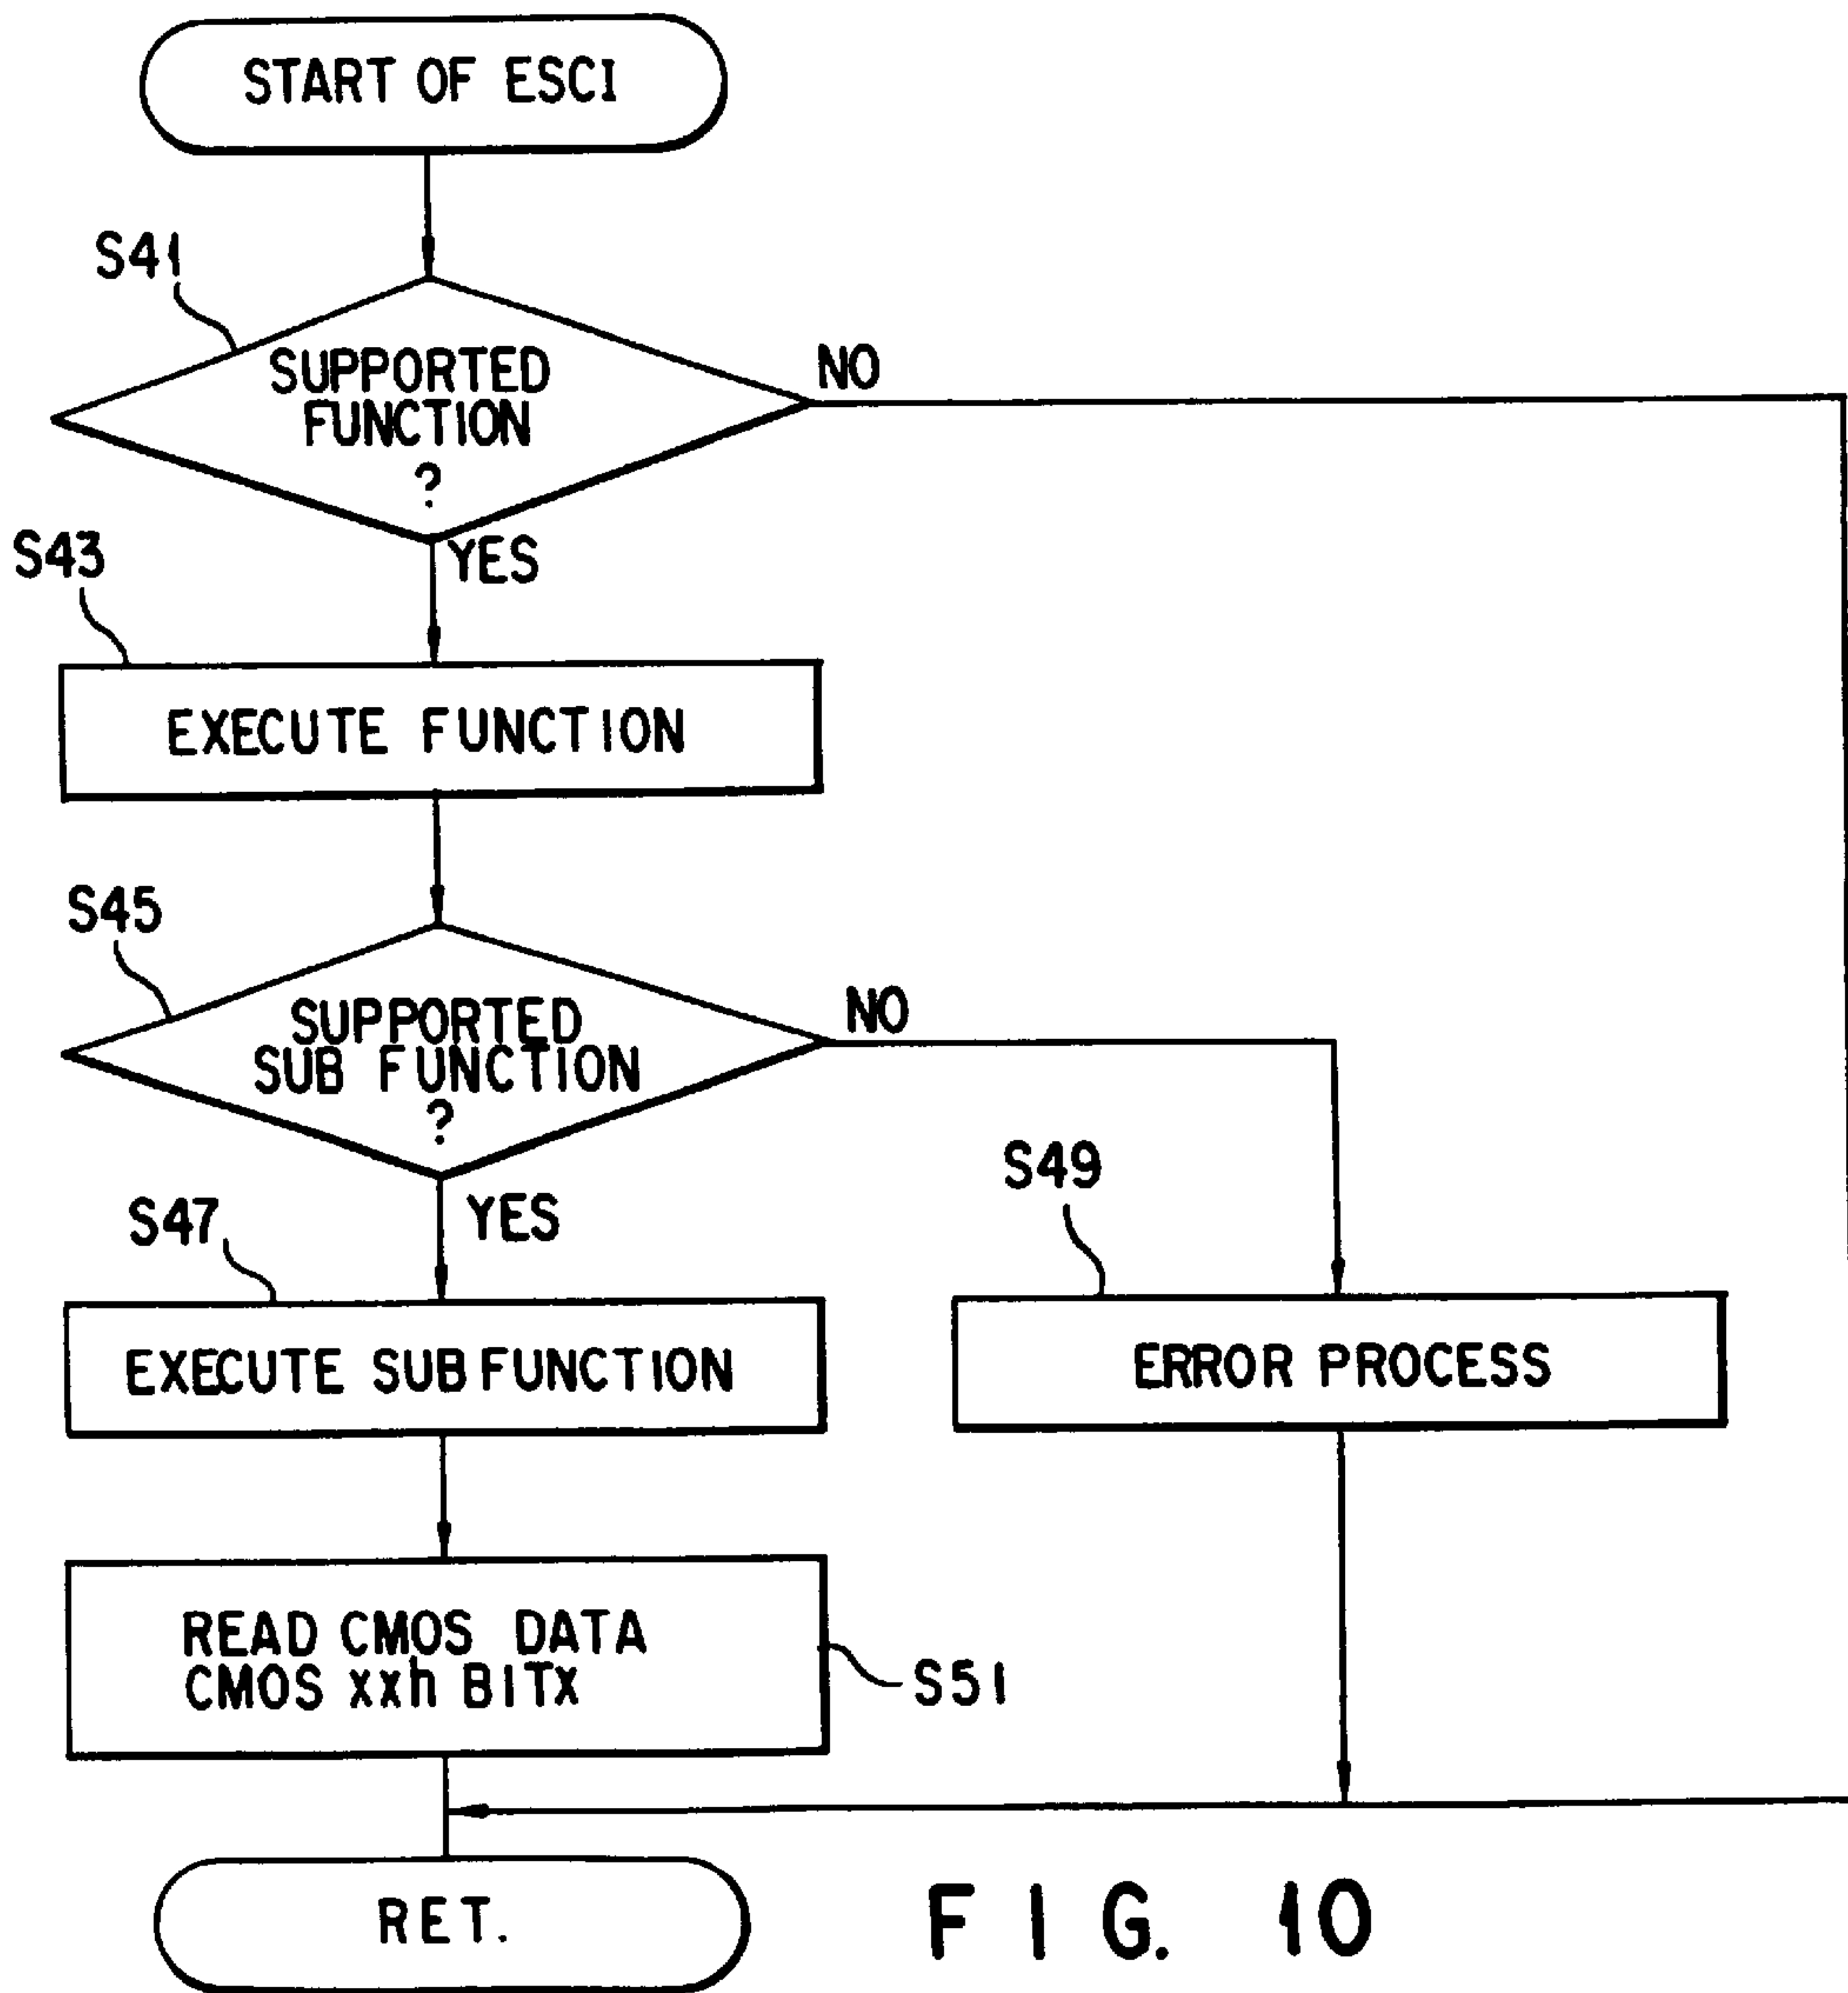 START OF ESCI
S41
SUPPORTED
FUNCTION
?
NO
YES
S43
EXECUTE FUNCTION
S45
SUPPORTED
SUB FUNCTION
?
NO
YES
S47
S49
EXECUTE SUB FUNCTION
ERROR PROCESS
READ CMOS DATA
CMOS xxh BITX
S51
RET.
FIG. 10